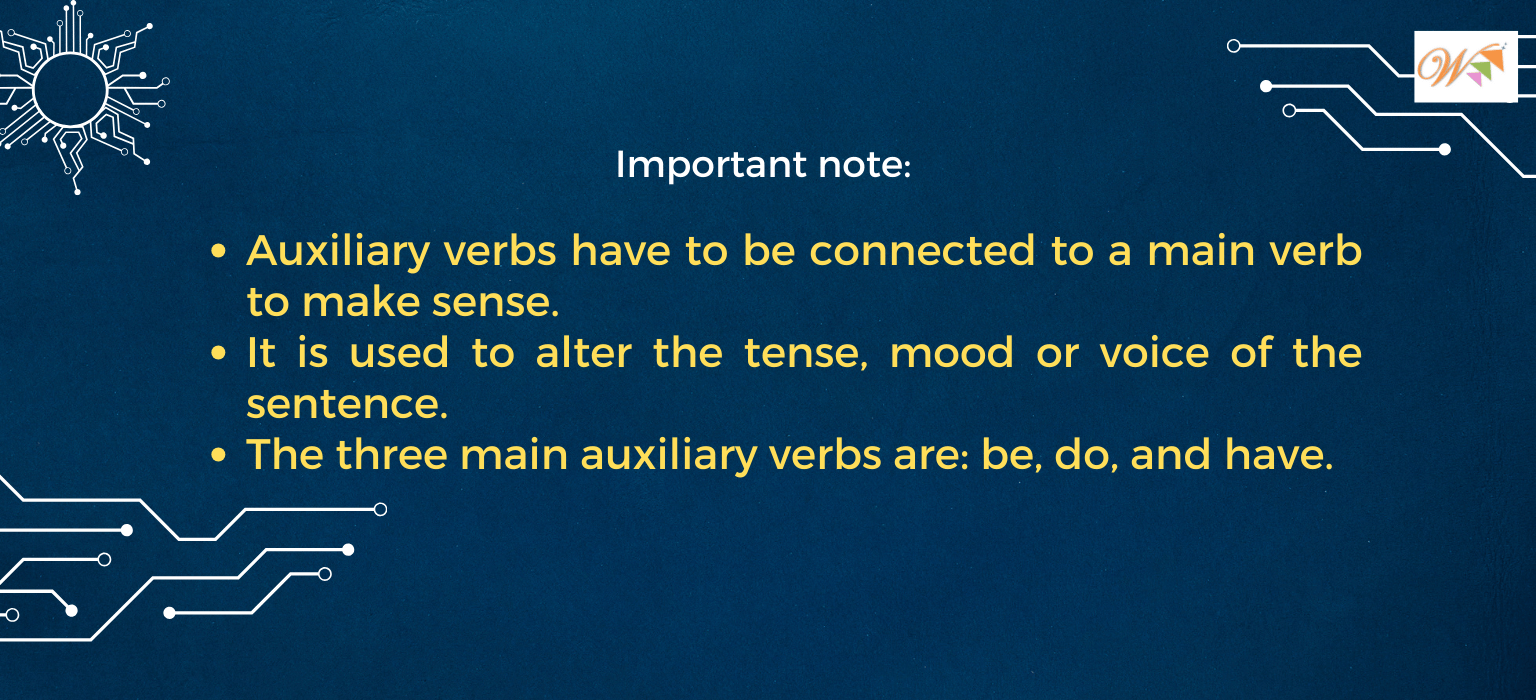 W
Important note:
• Auxiliary verbs have to be connected to a main verb
to make sense.
• It is used to alter the tense, mood or voice of the
sentence.
• The three main auxiliary verbs are: be, do, and have.